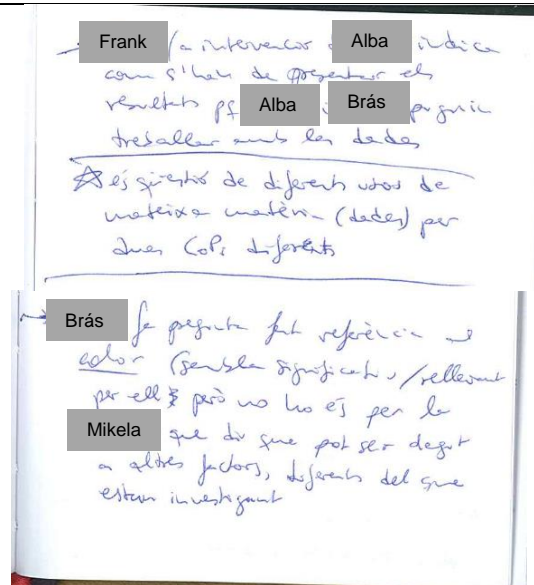 → Frank fa intervenció Alba indica
com s'han de presentar els
resultats pq Alba i Brás puguin
treballar amb les dades
és qüestió de diferents usos de
mateixa matèria (dades) per
dues CoPs diferents
→ Brás fa pregunta fent referència al
color (sembla significatiu/rellevant
per ell però no ho és per la
Mikela que diu que pot ser degut
a altres factors, diferents del que
estan investigant